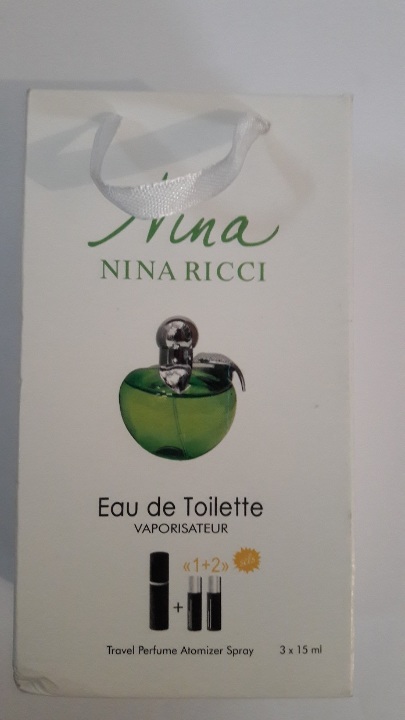 Nina
NINA RICCI
Eau de Toilette
VAPORISATEUR
«1+2»
+
Travel Perfume Atomizer Spray 3 x 15 ml